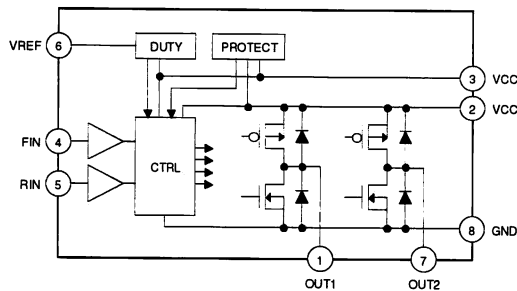 VREF 6 DUTY PROTECT
3 VCC
2 VCC
FIN 4
CTRL
RIN 5
8 GND
1 7
OUT1 OUT2